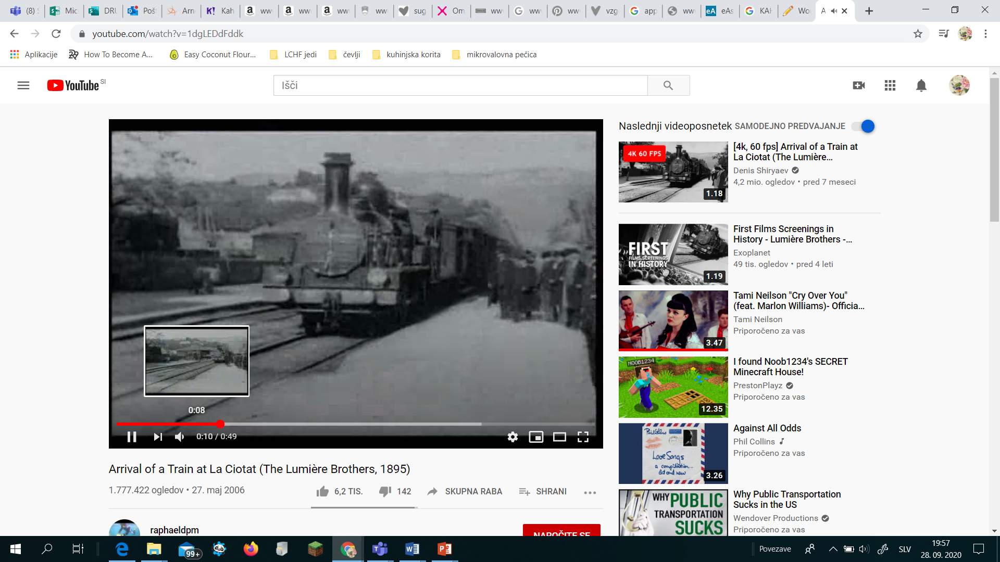 (8) S
Mic
DRU
Pošt
Arn
Kah
www
www
www
www
sug
Om
www
www
www
vzg
app
www
eAs
KAH
Wo
A
youtube.com/watch?v=1dgLEDdFddk
Aplikacije
How To Become A...
Easy Coconut Flour...
LCHF jedi
čevlji
kuhinjska korita
mikrovalovna pečica
YouTube SI
Išči
0:08
0:10 / 0:49
Arrival of a Train at La Ciotat (The Lumière Brothers, 1895)
1.777.422 ogledov • 27. maj 2006
6,2 TIS.
142
SKUPNA RABA
SHRANI
raphaeldpm
NAROČITE SE
Naslednji videoposnetek
SAMODEJNO PREDVAJANJE
4K 60 FPS
1.18
[4k, 60 fps] Arrival of a Train at
La Ciotat (The Lumière...
Denis Shiryaev
4,2 mio. ogledov • pred 7 meseci
FIRST
FILMS SCREENINGS
IN HISTORY
1.19
First Films Screenings in
History - Lumière Brothers -...
Exoplanet
49 tis. ogledov • pred 4 leti
3.47
Tami Neilson "Cry Over You"
(feat. Marlon Williams)- Officia...
Tami Neilson
Priporočeno za vas
NOOB1234
12.35
I found Noob1234's SECRET
Minecraft House!
PrestonPlayz
Priporočeno za vas
Phil Collins
Love Songs
a compilation...
old and new
3.26
Against All Odds
Phil Collins
Priporočeno za vas
WHY PUBLIC
TRANSPORTATION
SUCKS
Why Public Transportation
Sucks in the US
Wendover Productions
Priporočeno za vas
99+
Povezave
SLV
19:57
28. 09. 2020